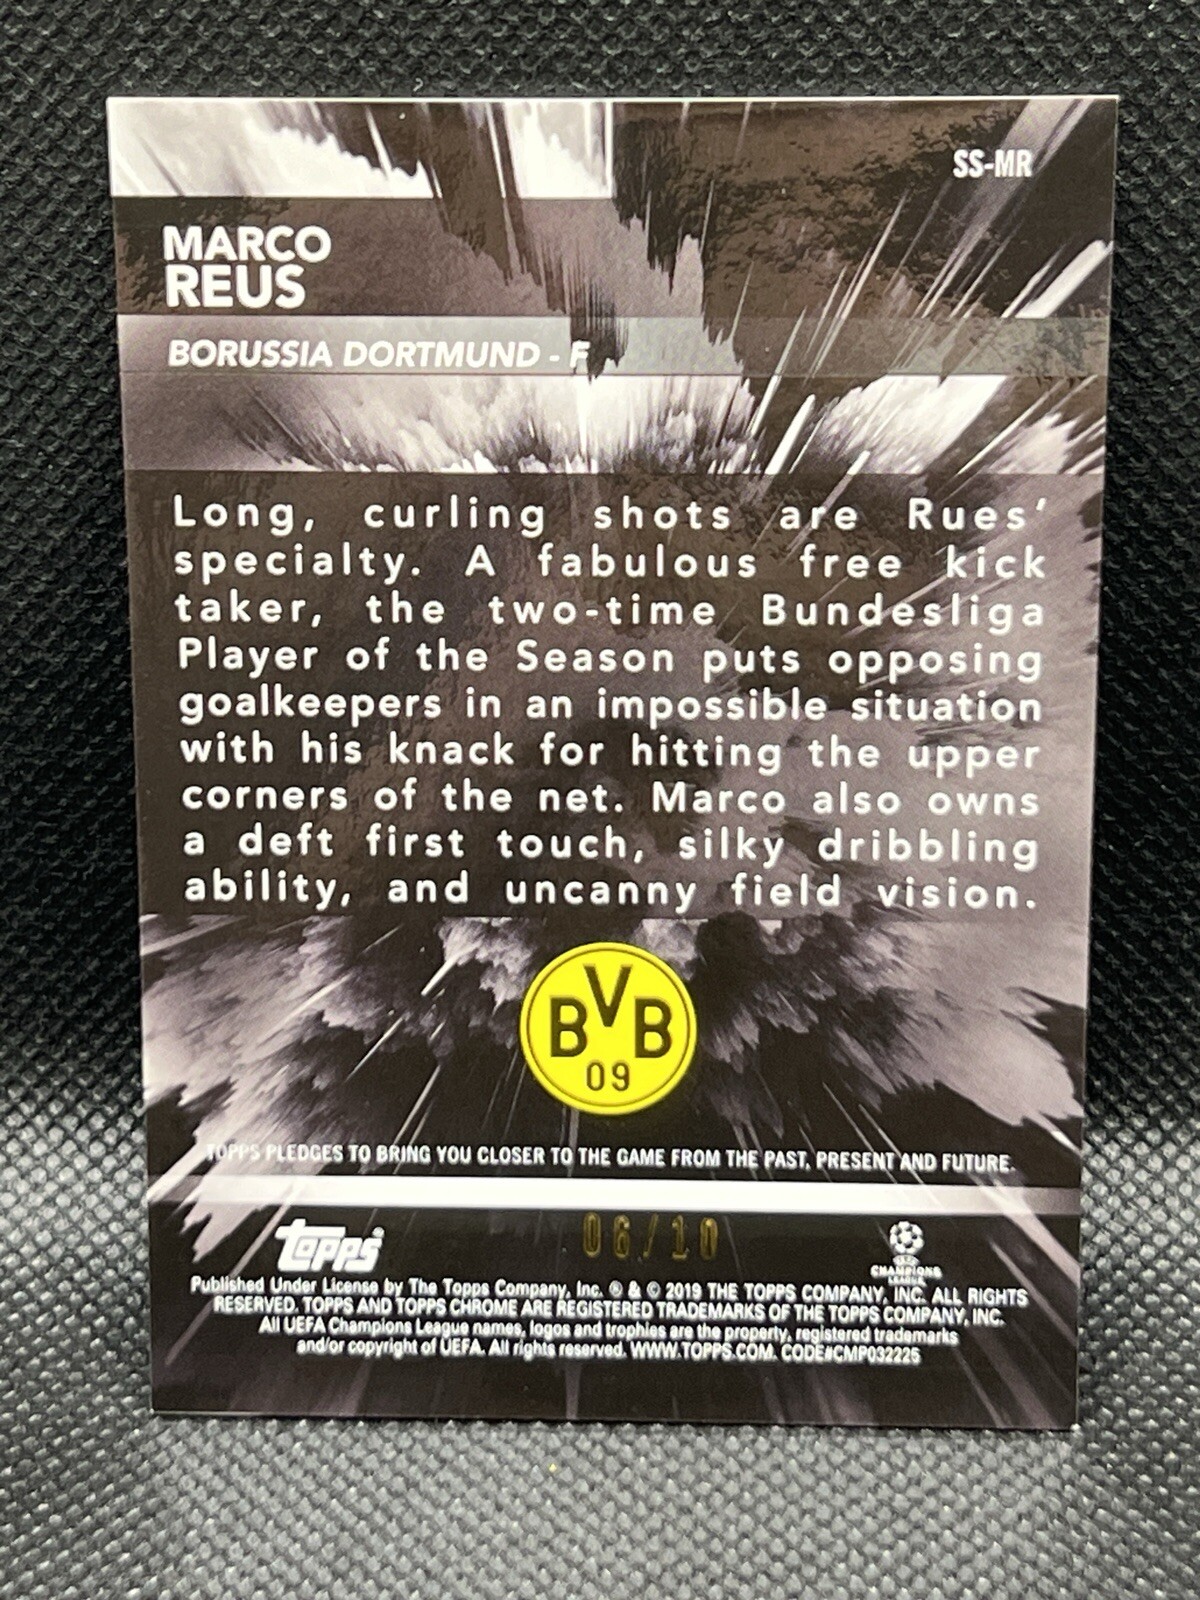 SS-MR
MARCO
REUS
BORUSSIA DORTMUND - F
Long, curling shots are Rues'
specialty. A fabulous free kick
taker, the two-time Bundesliga
Player of the Season puts opposing
goalkeepers in an impossible situation
with his knack for hitting the upper
corners of the net. Marco also owns
a deft first touch, silky dribbling
ability, and uncanny field vision.
BVB
09
TOPPS PLEDGES TO BRING YOU CLOSER TO THE GAME FROM THE PAST, PRESENT AND FUTURE.
topps
06/10
UEFA
CHAMPIONS
LEAGUE
Published Under License by The Topps Company, Inc. ® & © 2019 THE TOPPS COMPANY, INC. ALL RIGHTS
RESERVED. TOPPS AND TOPPS CHROME ARE REGISTERED TRADEMARKS OF THE TOPPS COMPANY, INC.
All UEFA Champions League names, logos and trophies are the property, registered trademarks
and/or copyright of UEFA. All rights reserved. WWW.TOPPS.COM. CODE#CMP032225